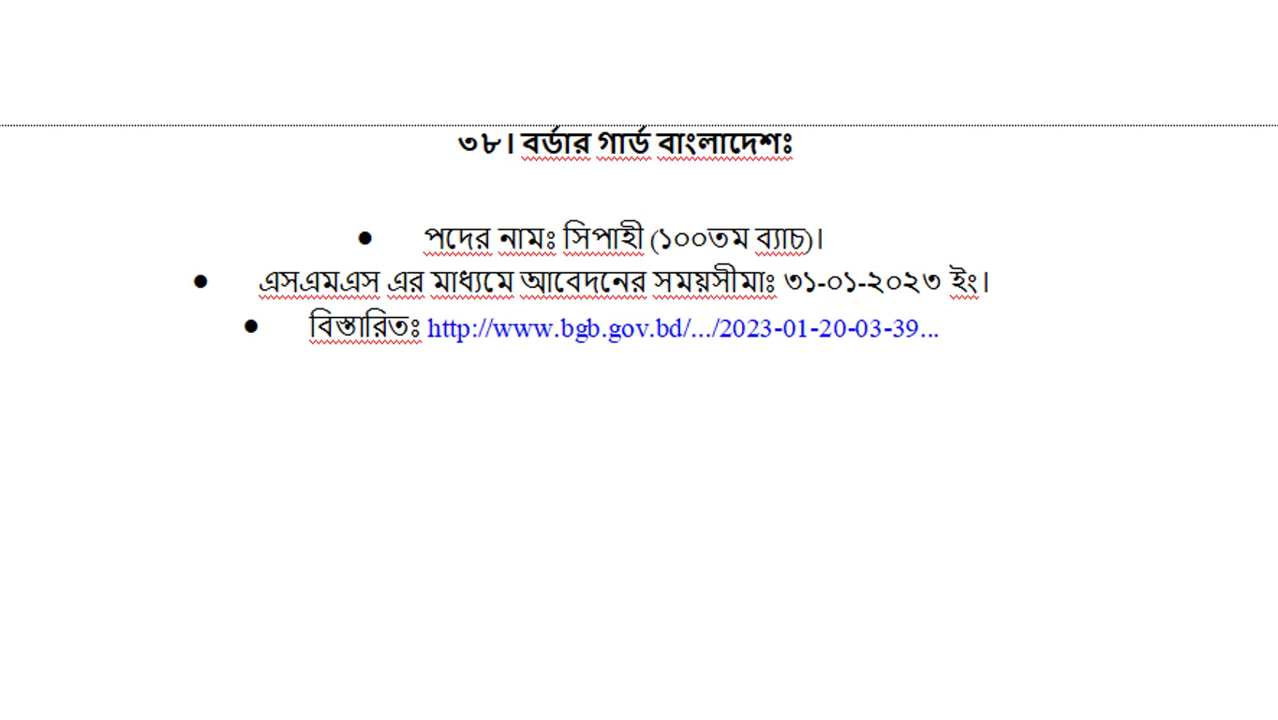 ৩৮। বর্ডার গার্ড বাংলাদেশঃ
● পদের নামঃ সিপাহী (১০০তম ব্যাচ)।
● এসএমএস এর মাধ্যমে আবেদনের সময়সীমাঃ ৩১-০১-২০২৩ ইং।
● বিস্তারিতঃ http://www.bgb.gov.bd/.../2023-01-20-03-39...